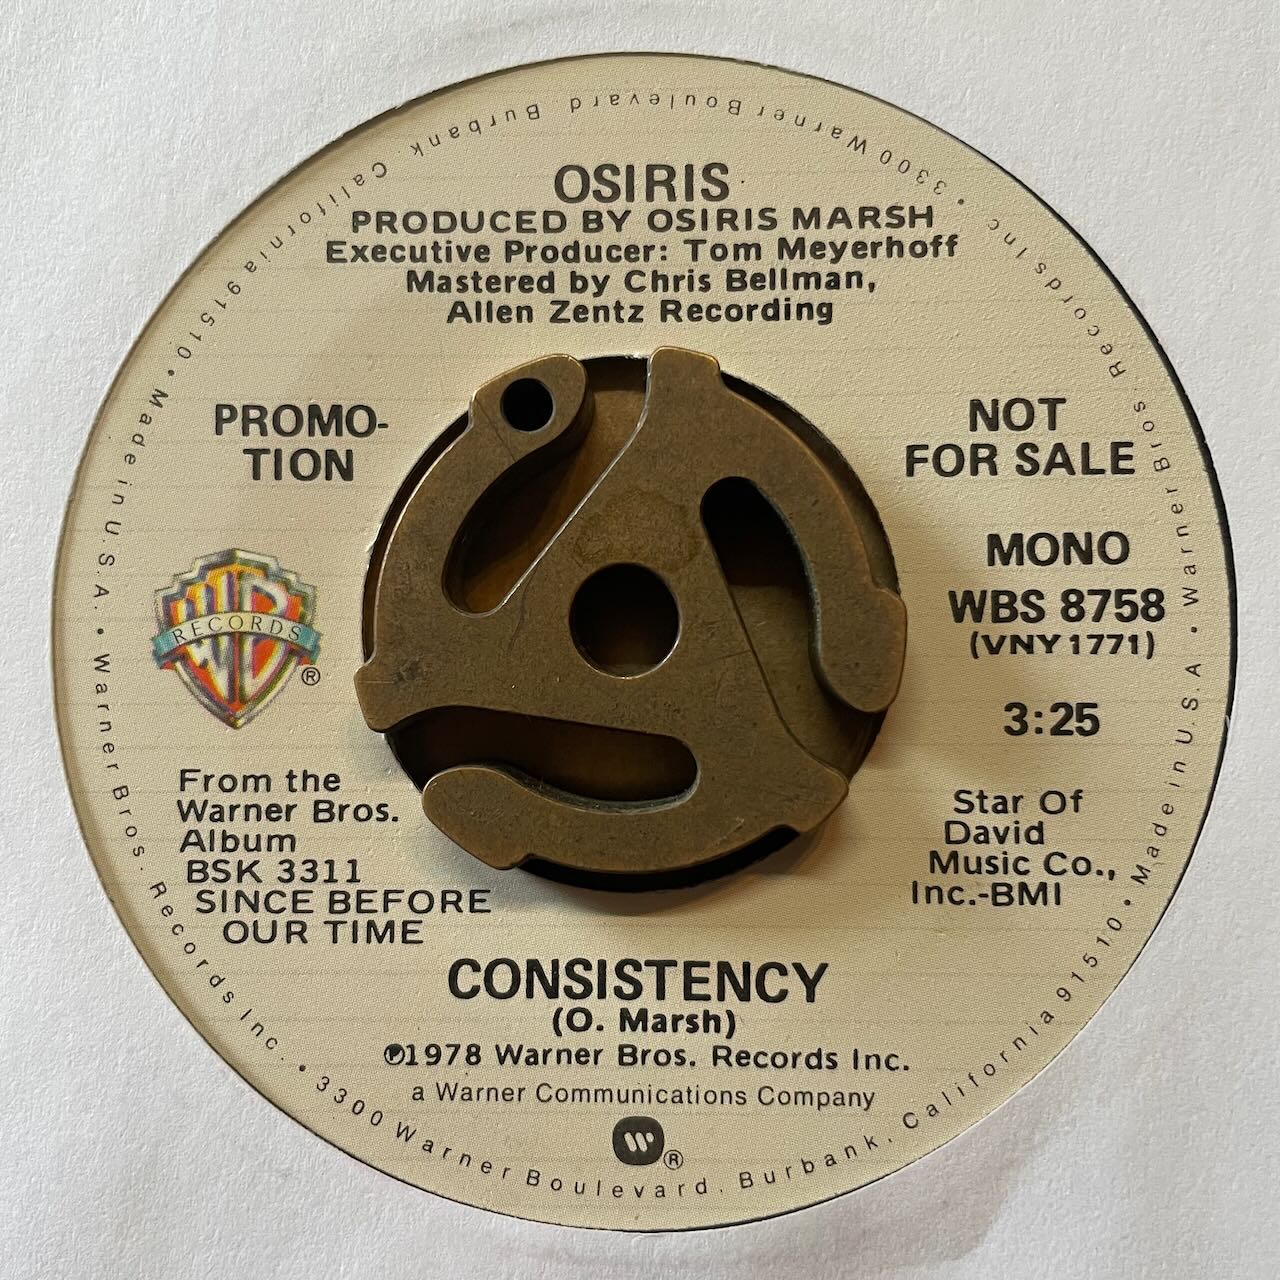 OSIRIS
PRODUCED BY OSIRIS MARSH
Executive Producer: Tom Meyerhoff
Mastered by Chris Bellman,
Allen Zentz Recording
PROMO-
TION
NOT
FOR SALE
MONO
WBS 8758
(VNY 1771)
3:25
WB
RECORDS
®
From the
Warner Bros.
Album
BSK 3311
SINCE BEFORE
OUR TIME
Star Of
David
Music Co.,
Inc.-BMI
CONSISTENCY
(O. Marsh)
℗1978 Warner Bros. Records Inc.
a Warner Communications Company
W ®
Warner Bros. Records Inc. • 3300 Warner Boulevard, Burbank, California 91510 • Made in U.S.A. •
Warner Bros. Records Inc. • 3300 Warner Boulevard, Burbank, California 91510 • Made in U.S.A. •